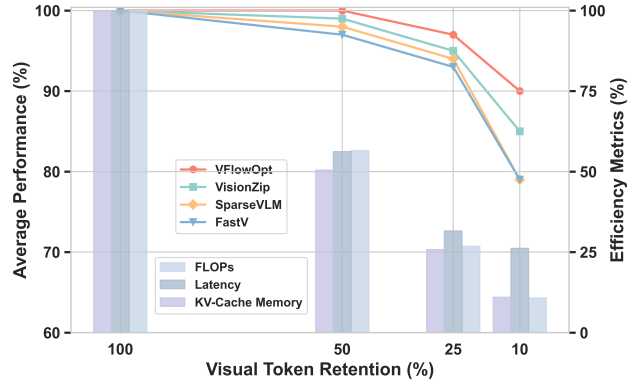 100
90
80
70
60
Average Performance (%)
100
75
50
25
0
Efficiency Metrics (%)
VFlowOpt
VisionZip
SparseVLM
FastV
FLOPs
Latency
KV-Cache Memory
100
50
25
10
Visual Token Retention (%)